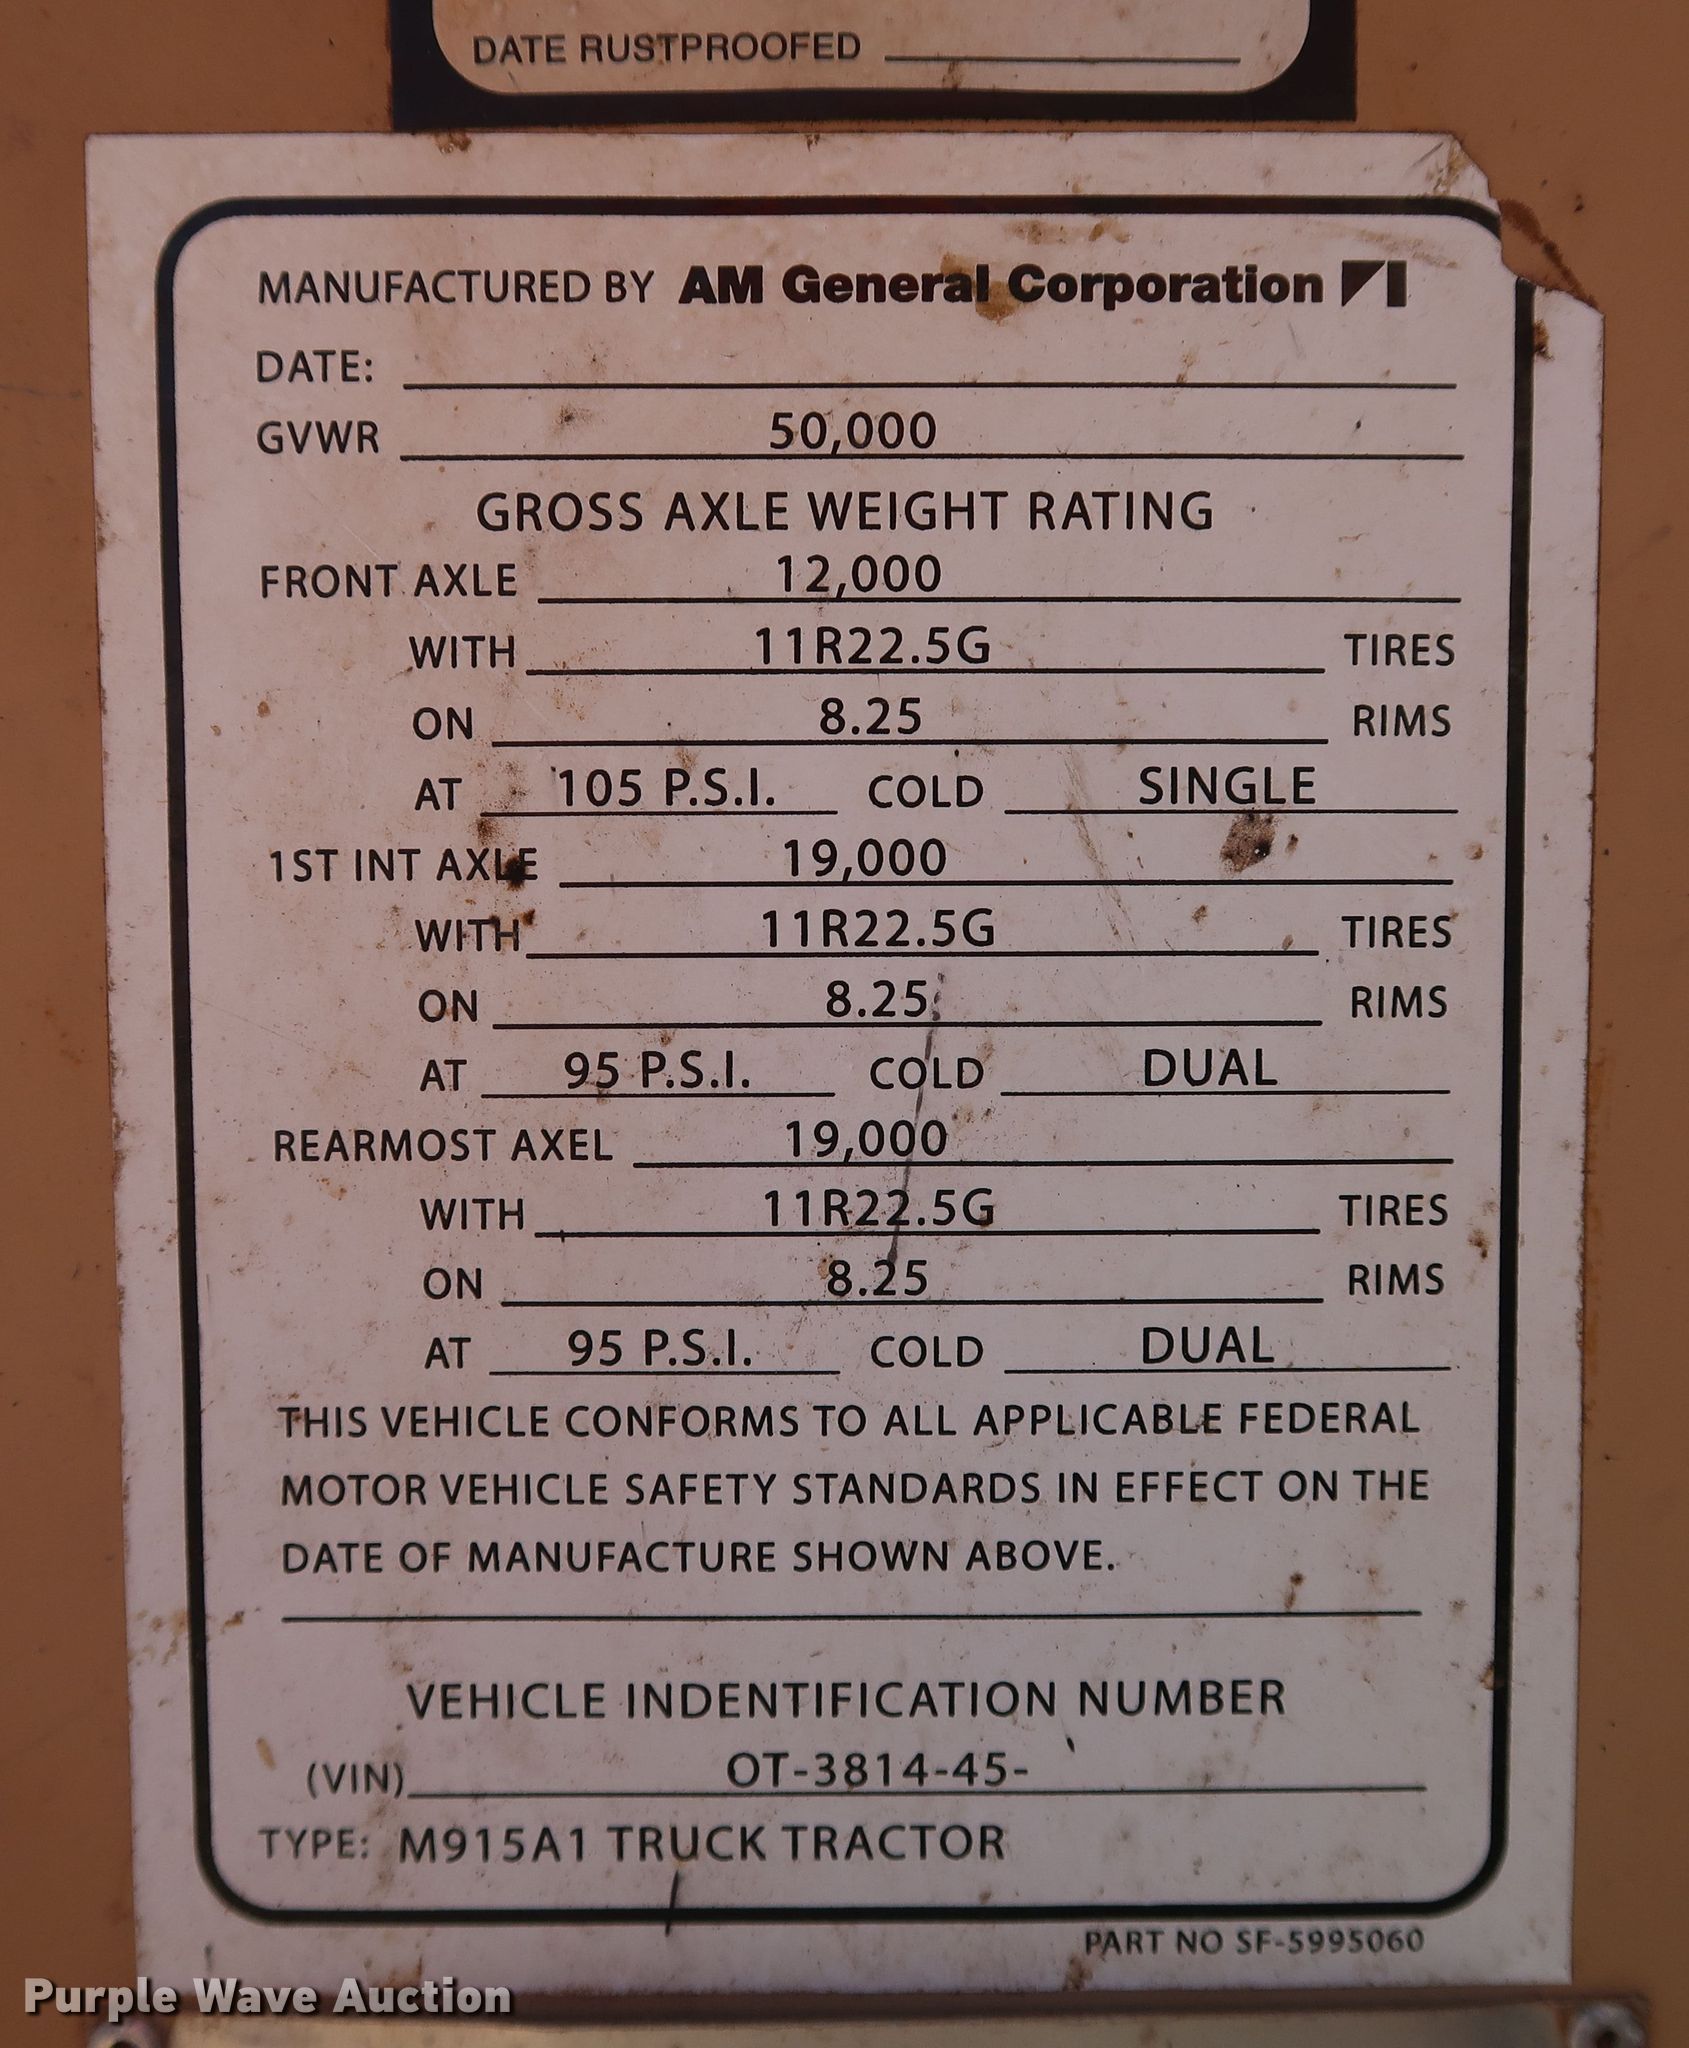 DATE RUSTPROOFED
MANUFACTURED BY AM General Corporation
DATE:
GVWR 50,000
GROSS AXLE WEIGHT RATING
FRONT AXLE 12,000
WITH 11R22.5G TIRES
ON 8.25 RIMS
AT 105 P.S.I. COLD SINGLE
1ST INT AXLE 19,000
WITH 11R22.5G TIRES
ON 8.25 RIMS
AT 95 P.S.I. COLD DUAL
REARMOST AXEL 19,000
WITH 11R22.5G TIRES
ON 8.25 RIMS
AT 95 P.S.I. COLD DUAL
THIS VEHICLE CONFORMS TO ALL APPLICABLE FEDERAL
MOTOR VEHICLE SAFETY STANDARDS IN EFFECT ON THE
DATE OF MANUFACTURE SHOWN ABOVE.
VEHICLE INDENTIFICATION NUMBER
(VIN) OT-3814-45-
TYPE: M915A1 TRUCK TRACTOR
PART NO SF-5995060
Purple Wave Auction